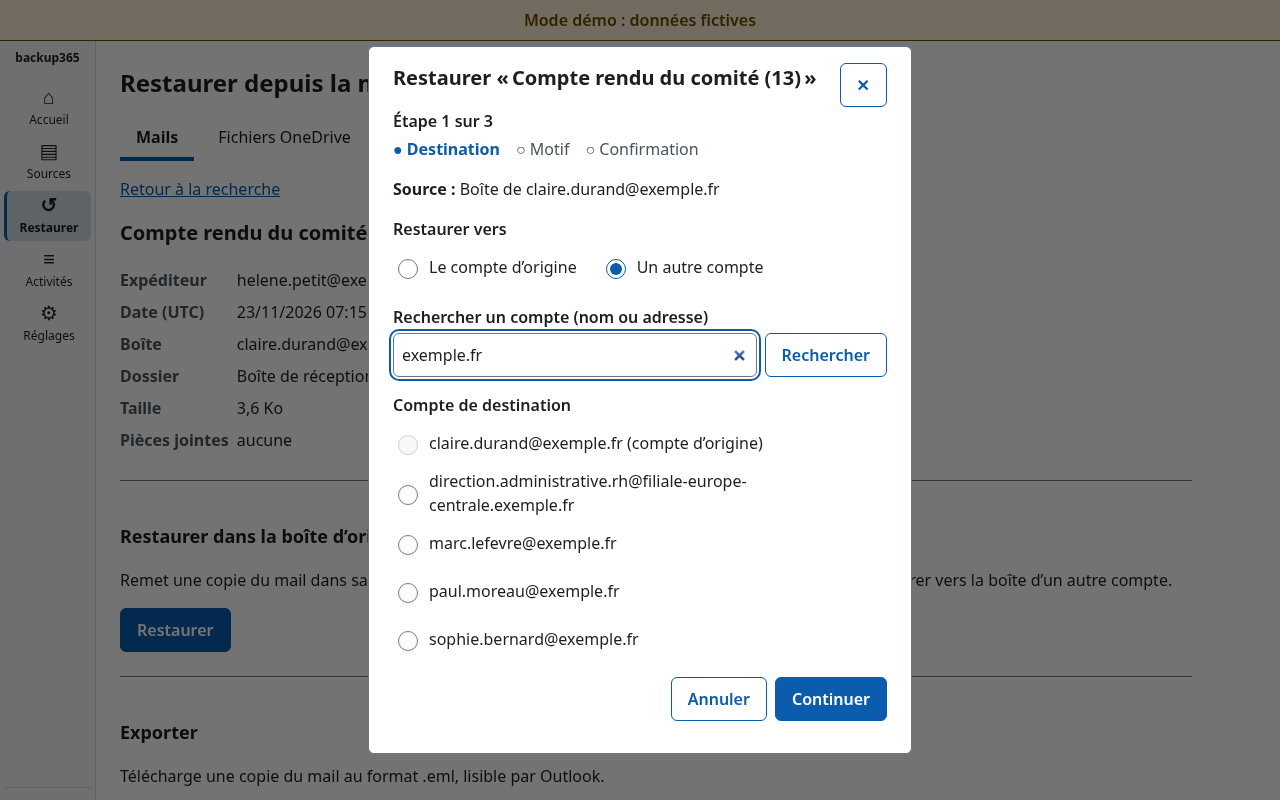 Mode démo : données fictives
backup365
Accueil
Sources
Restaurer
Activités
Réglages
Restaurer depuis la m
Mails
Fichiers OneDrive
Retour à la recherche
Compte rendu du comité
Expéditeur helene.petit@exe
Date (UTC) 23/11/2026 07:15
Boîte claire.durand@ex
Dossier Boîte de réception
Taille 3,6 Ko
Pièces jointes aucune
Restaurer dans la boîte d’ori
Remet une copie du mail dans sa
rer vers la boîte d’un autre compte.
Restaurer
Exporter
Télécharge une copie du mail au format .eml, lisible par Outlook.
Restaurer « Compte rendu du comité (13) »
×
Étape 1 sur 3
● Destination ○ Motif ○ Confirmation
Source : Boîte de claire.durand@exemple.fr
Restaurer vers
Le compte d’origine
Un autre compte
Rechercher un compte (nom ou adresse)
exemple.fr
Rechercher
Compte de destination
claire.durand@exemple.fr (compte d’origine)
direction.administrative.rh@filiale-europe-
centrale.exemple.fr
marc.lefevre@exemple.fr
paul.moreau@exemple.fr
sophie.bernard@exemple.fr
Annuler
Continuer